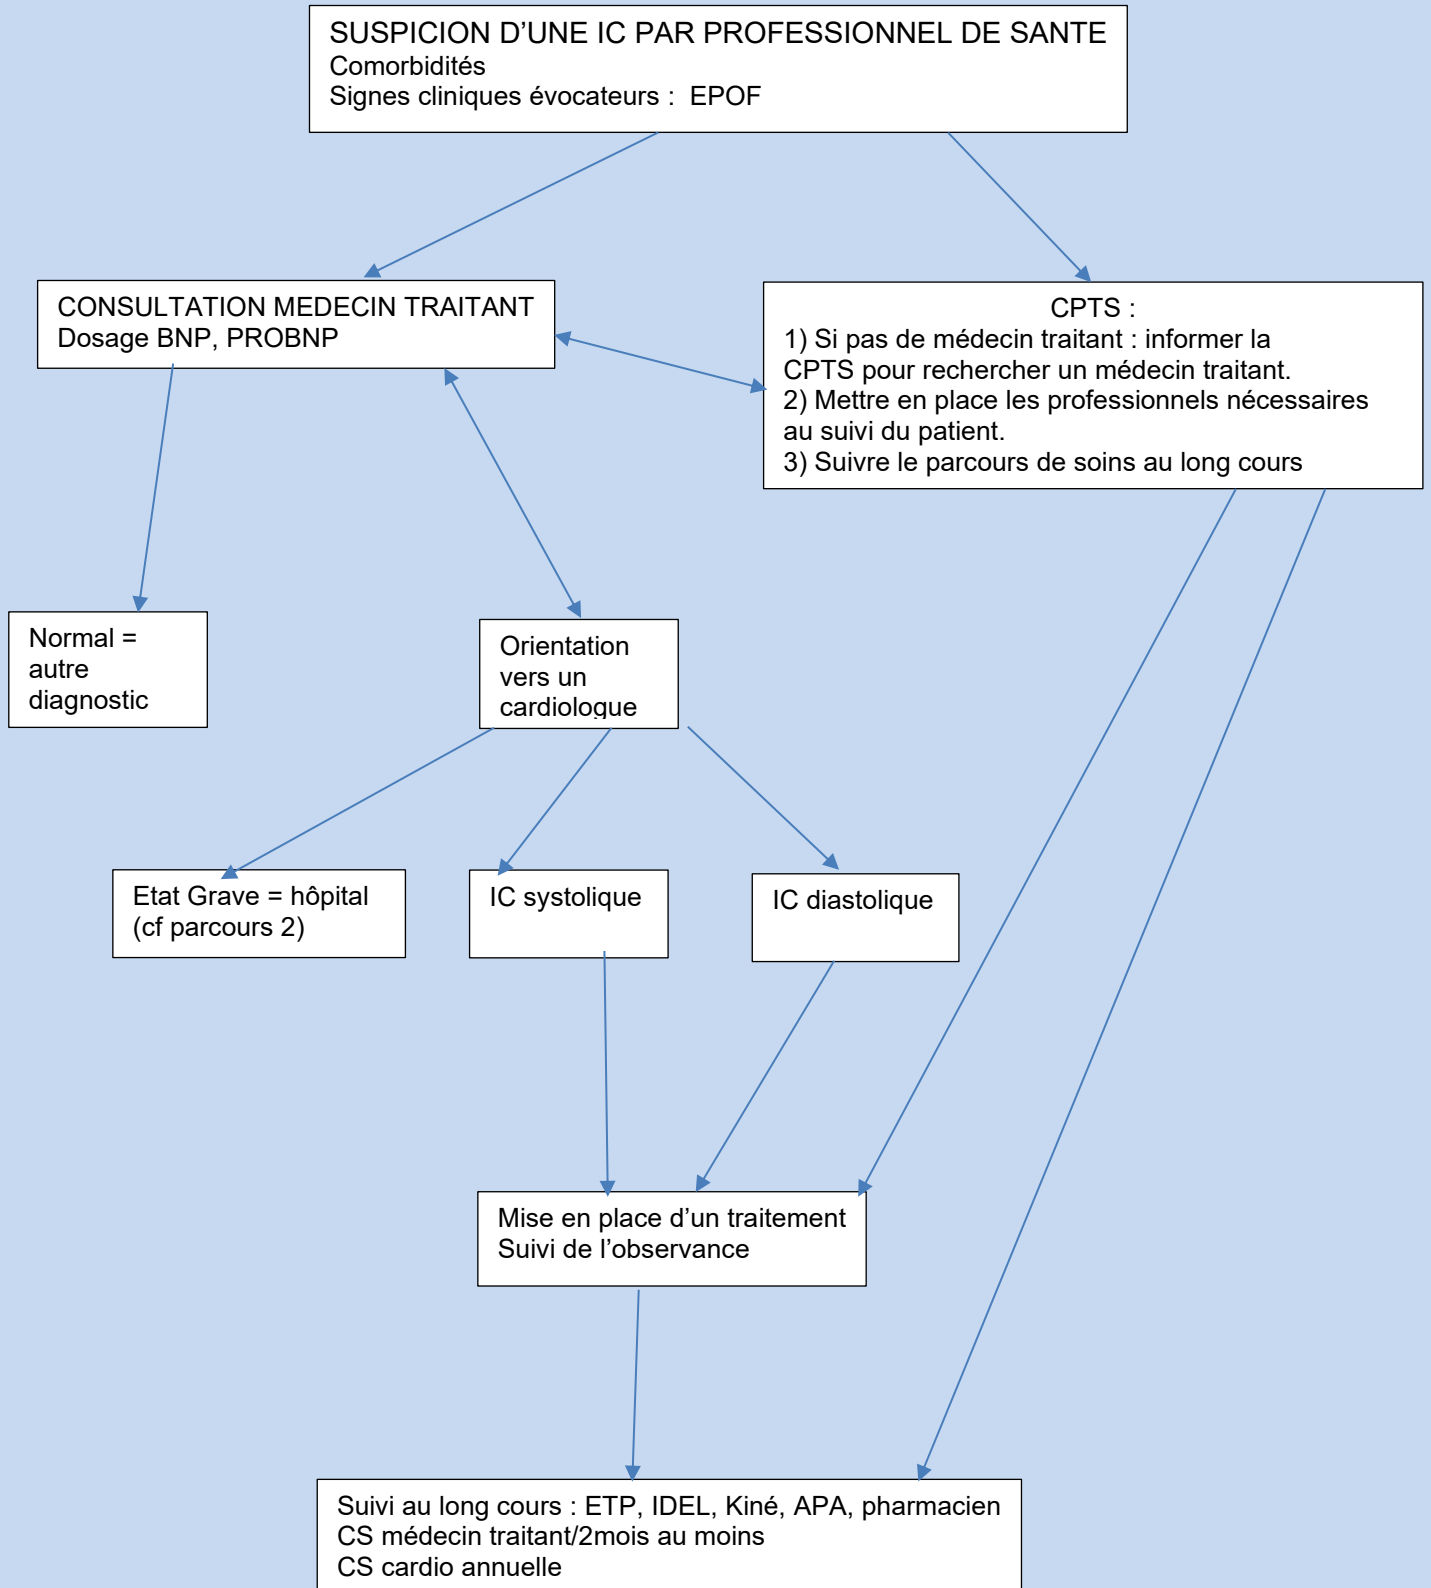 SUSPICION D’UNE IC PAR PROFESSIONNEL DE SANTE
Comorbidités
Signes cliniques évocateurs :  EPOF
CONSULTATION MEDECIN TRAITANT
Dosage BNP, PROBNP
CPTS :
1) Si pas de médecin traitant : informer la
CPTS pour rechercher un médecin traitant.
2) Mettre en place les professionnels nécessaires
au suivi du patient.
3) Suivre le parcours de soins au long cours
Normal =
autre
diagnostic
Orientation
vers un
cardiologue
Etat Grave = hôpital
(cf parcours 2)
IC systolique
IC diastolique
Mise en place d’un traitement
Suivi de l’observance
Suivi au long cours : ETP, IDEL, Kiné, APA, pharmacien
CS médecin traitant/2mois au moins
CS cardio annuelle